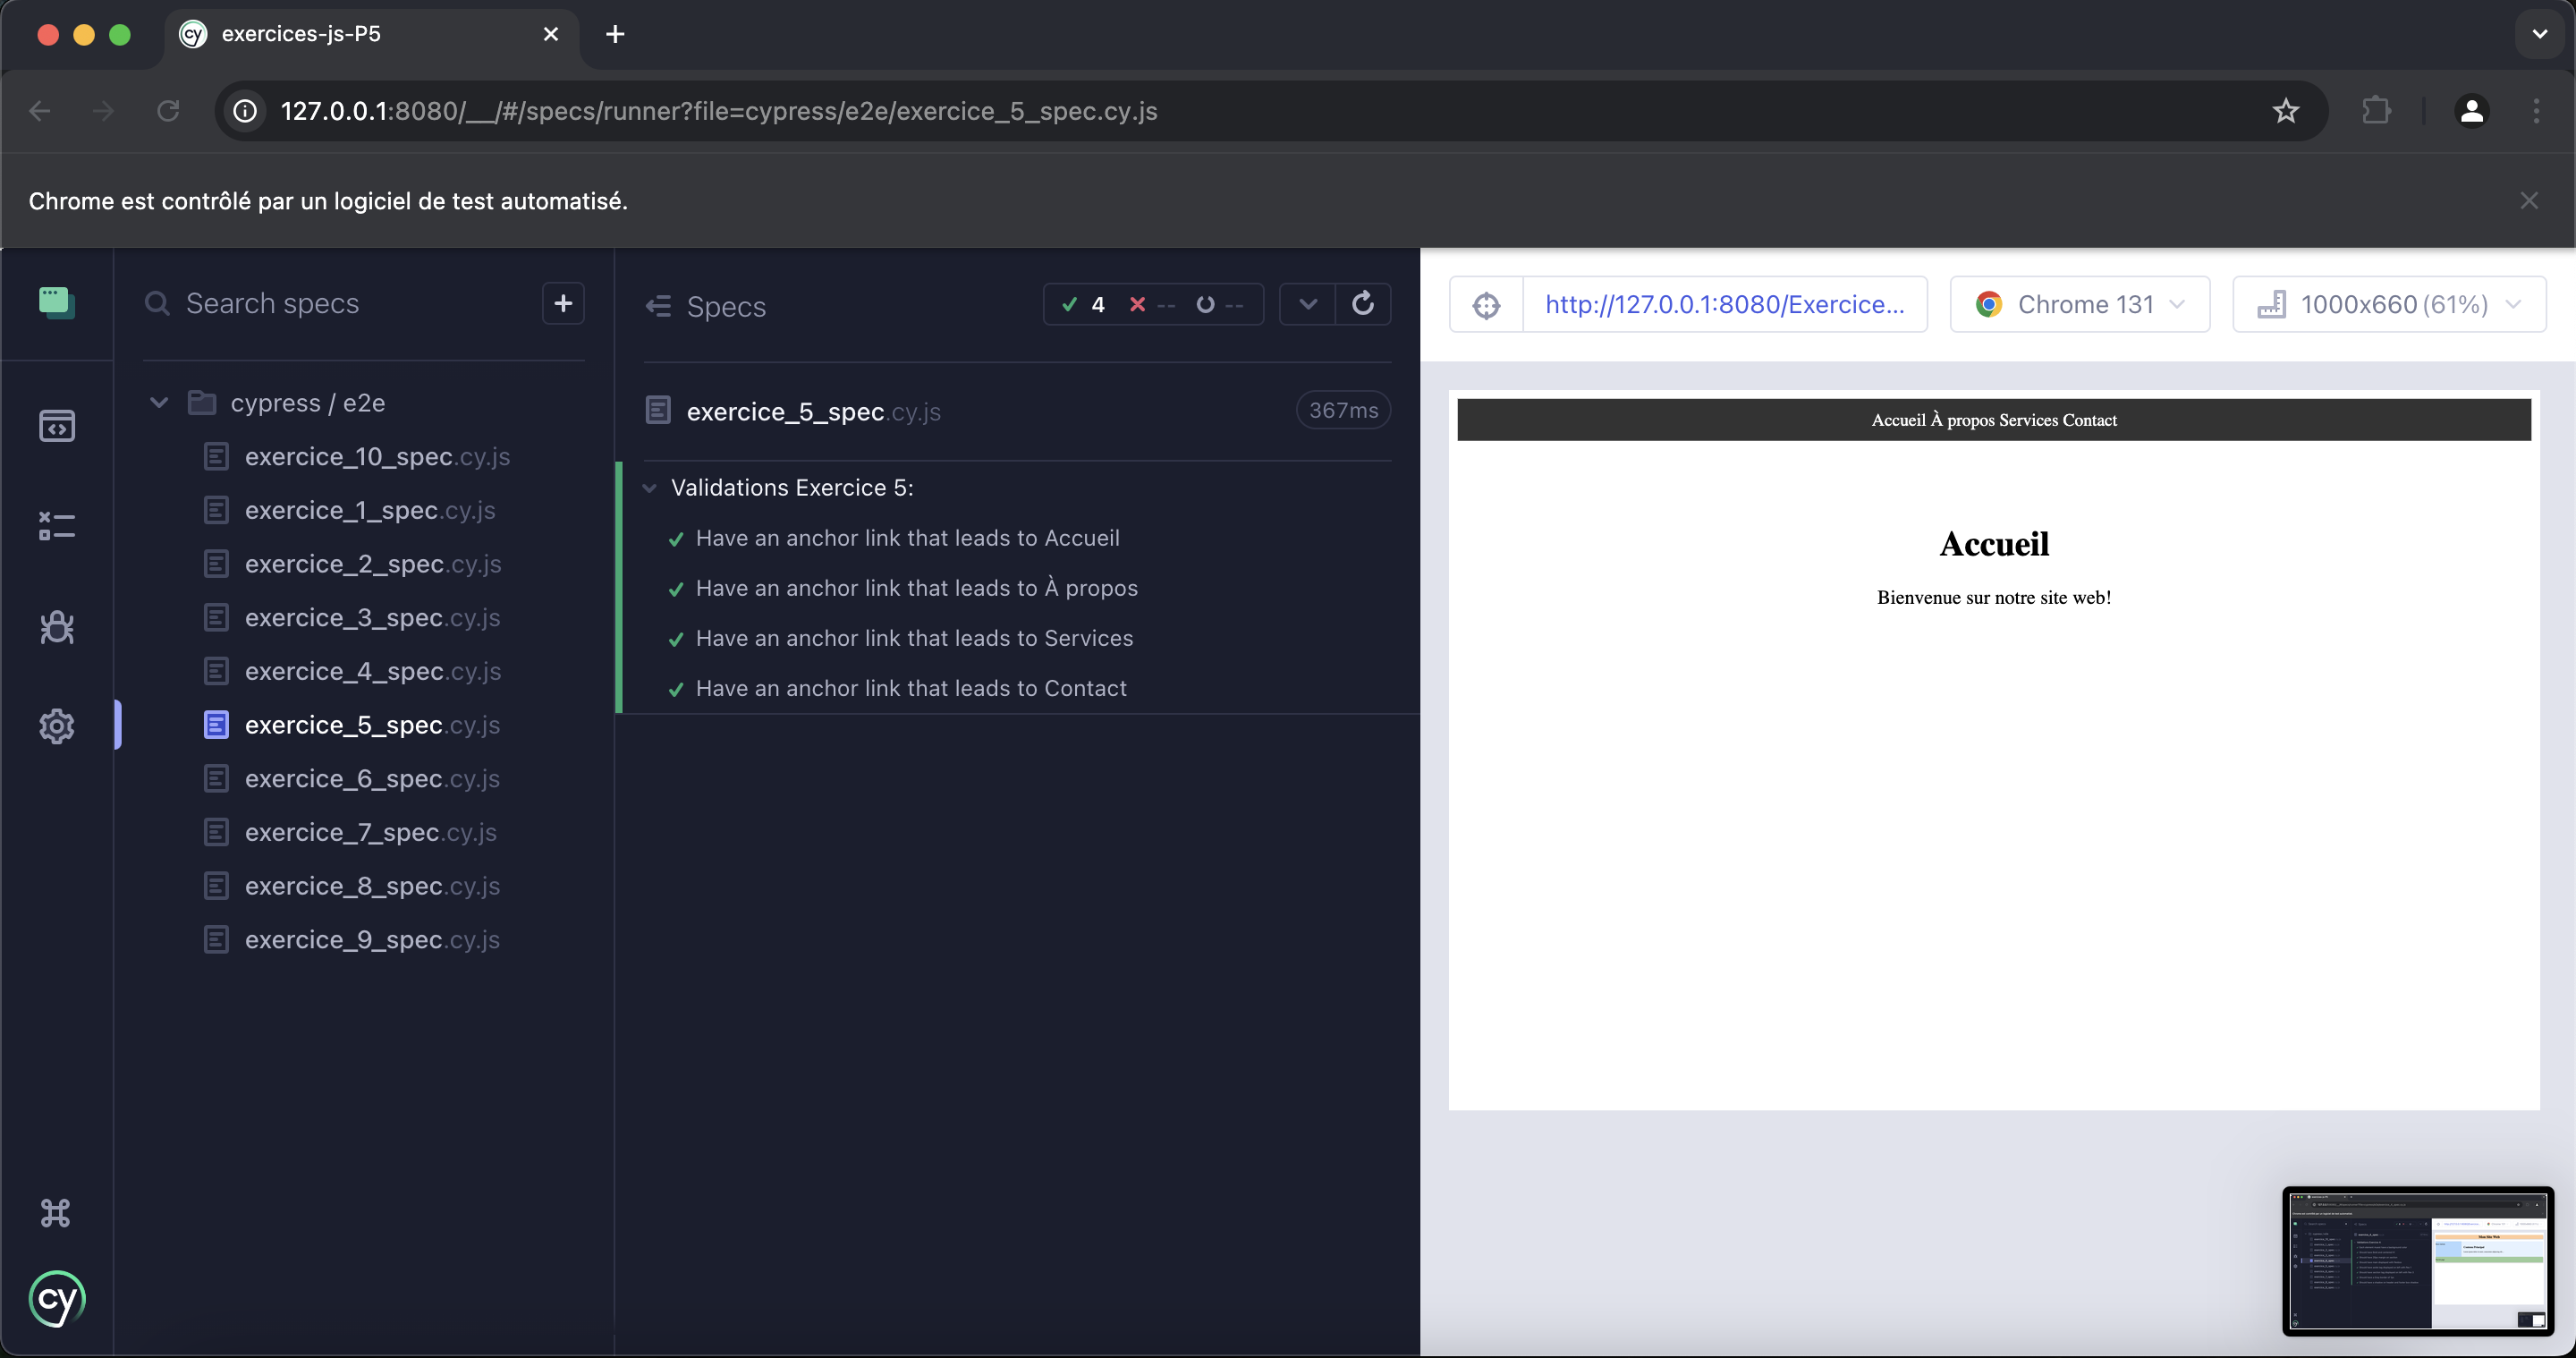 exercices-js-P5
127.0.0.1:8080/__/#/specs/runner?file=cypress/e2e/exercice_5_spec.cy.js
Chrome est contrôlé par un logiciel de test automatisé.
Search specs
cypress / e2e
exercice_10_spec.cy.js
exercice_1_spec.cy.js
exercice_2_spec.cy.js
exercice_3_spec.cy.js
exercice_4_spec.cy.js
exercice_5_spec.cy.js
exercice_6_spec.cy.js
exercice_7_spec.cy.js
exercice_8_spec.cy.js
exercice_9_spec.cy.js
cy
Specs
4 -- --
exercice_5_spec.cy.js 367ms
Validations Exercice 5:
Have an anchor link that leads to Accueil
Have an anchor link that leads to À propos
Have an anchor link that leads to Services
Have an anchor link that leads to Contact
http://127.0.0.1:8080/Exercice... Chrome 131 1000x660 (61%)
Accueil À propos Services Contact
Accueil
Bienvenue sur notre site web!